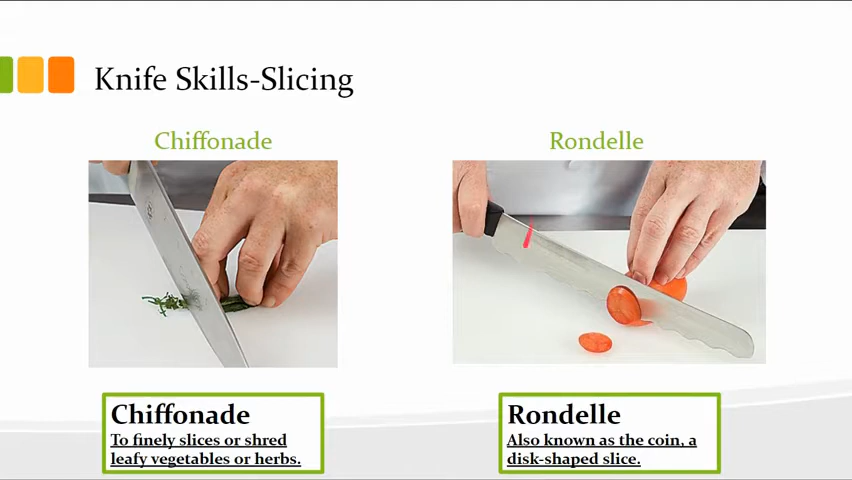 Knife Skills-Slicing
Chiffonade
Rondelle
Chiffonade
To finely slices or shred
leafy vegetables or herbs.
Rondelle
Also known as the coin, a
disk-shaped slice.